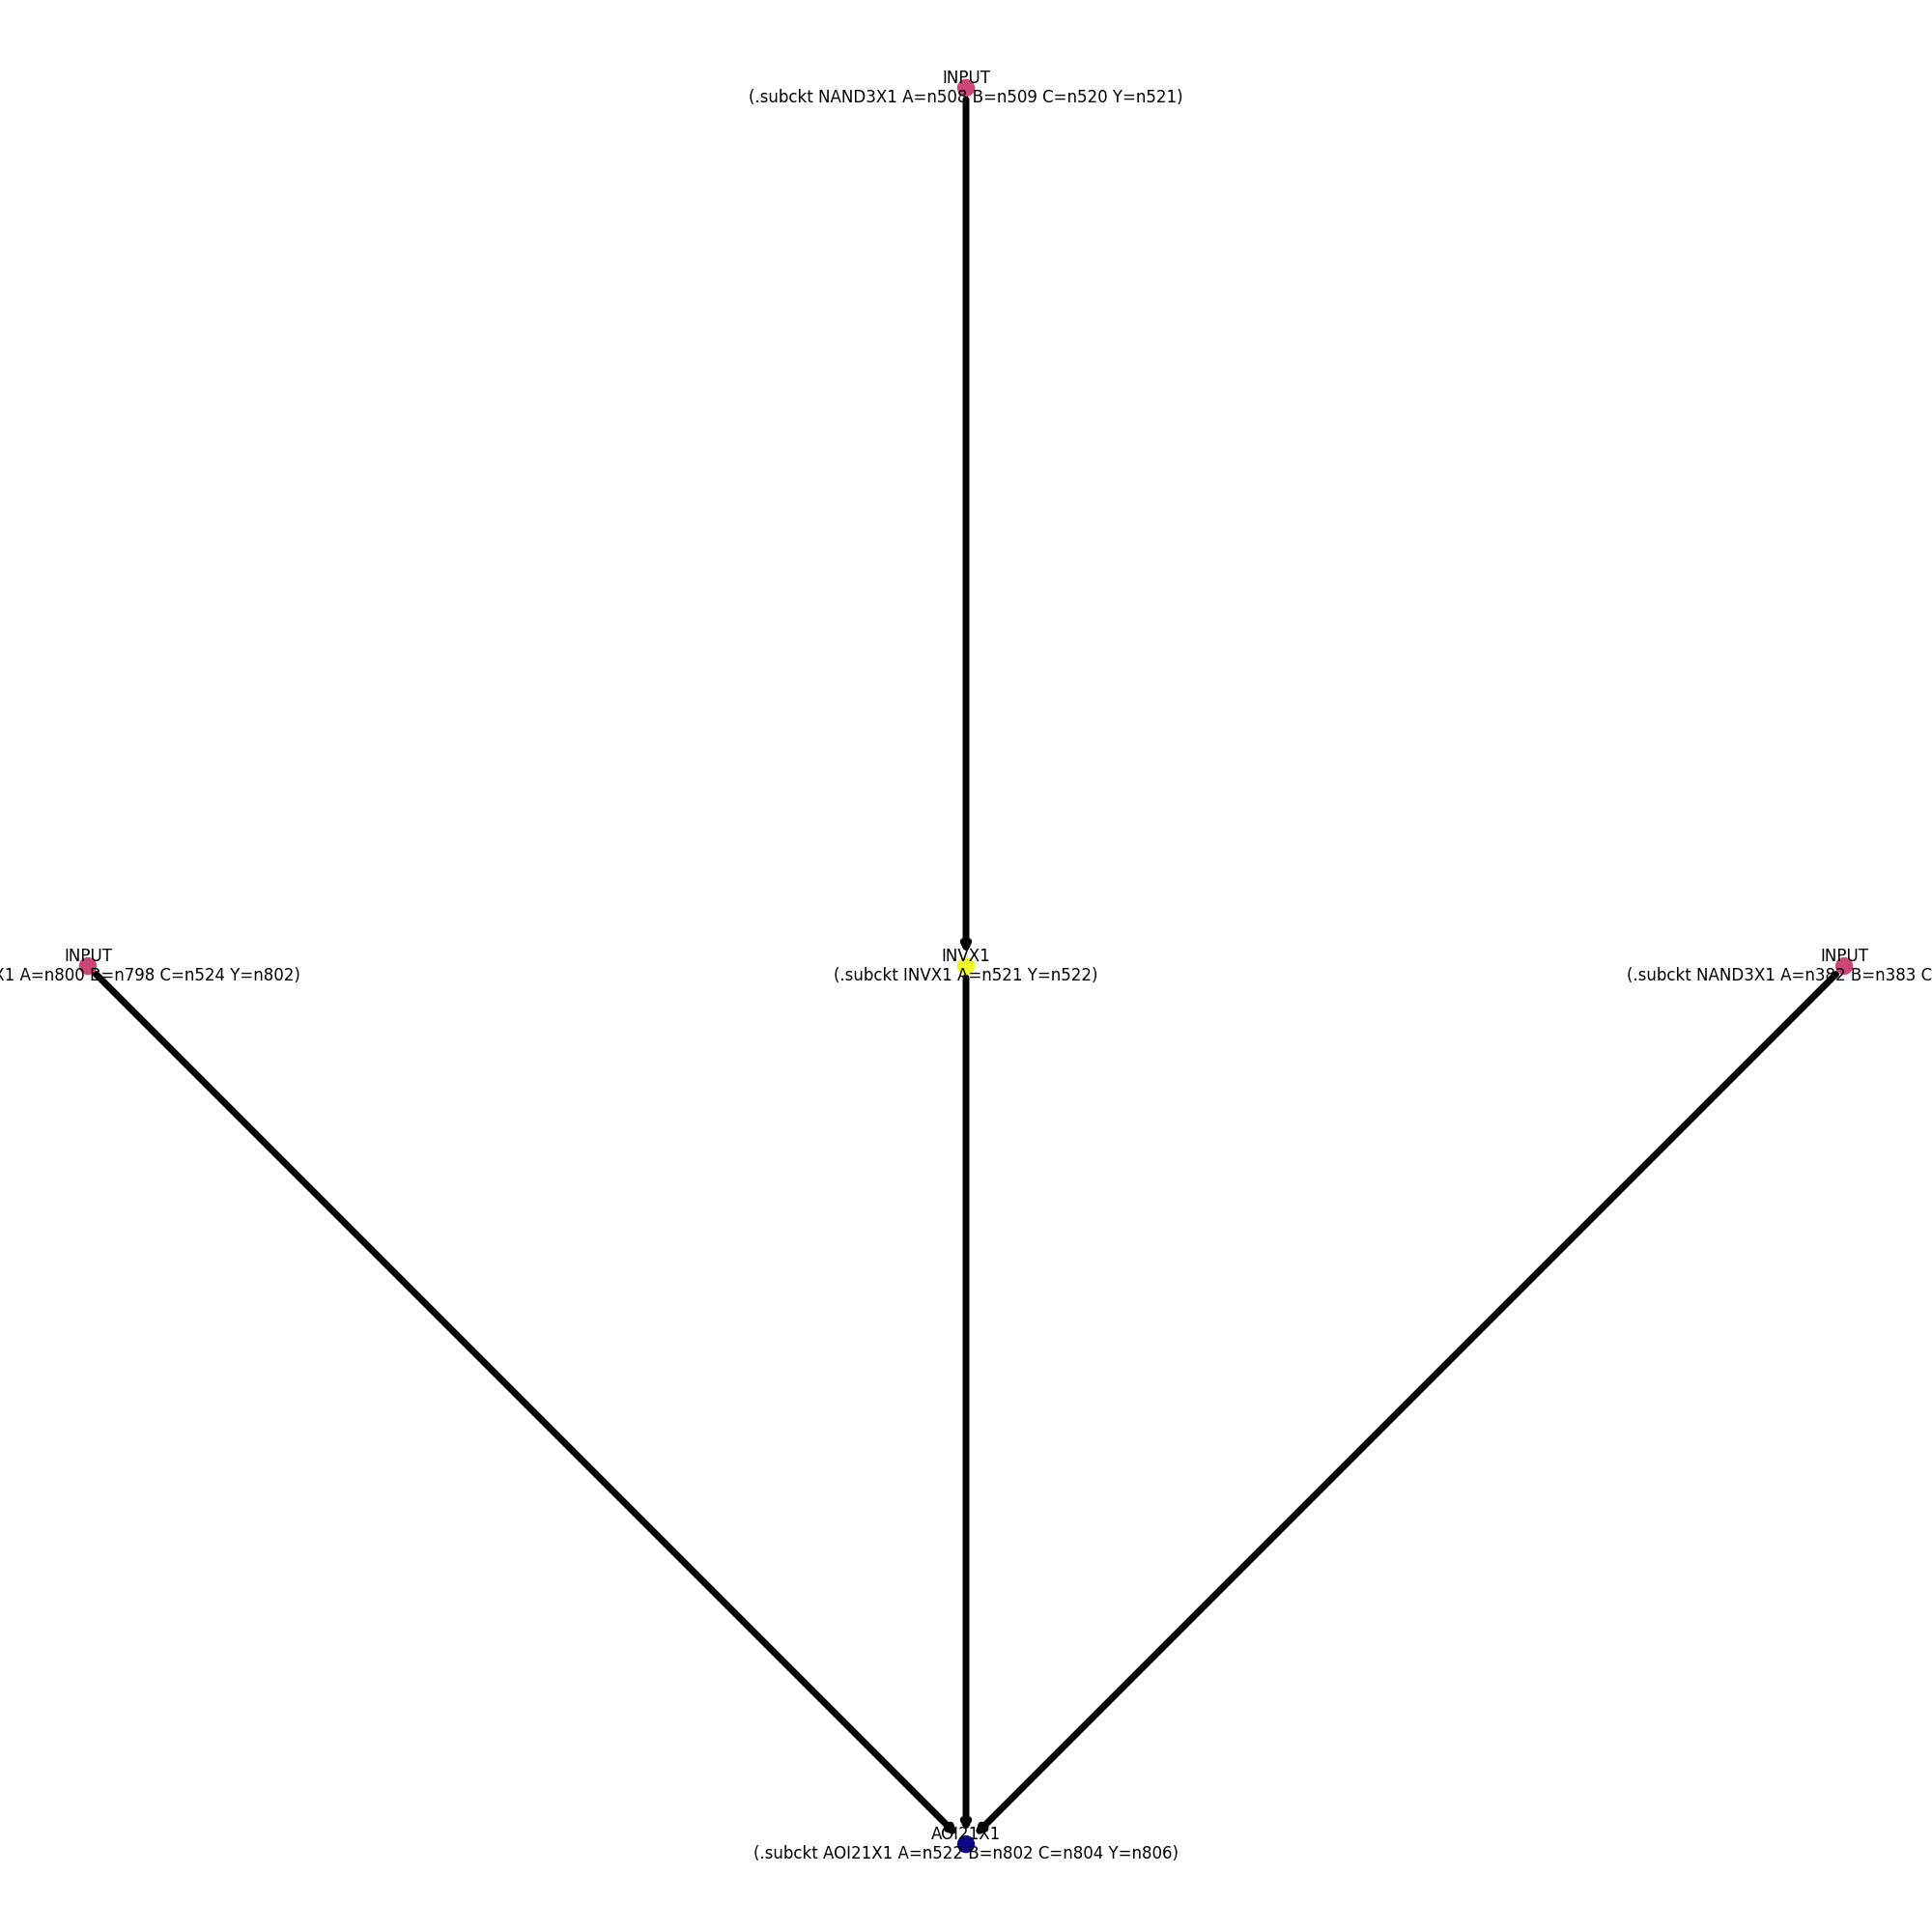 INPUT
(.subckt NAND3X1 A=n508 B=n509 C=n520 Y=n521)
INPUT
X1 A=n800 B=n798 C=n524 Y=n802)
INVX1
(.subckt INVX1 A=n521 Y=n522)
INPUT
(.subckt NAND3X1 A=n382 B=n383 C
AOI21X1
(.subckt AOI21X1 A=n522 B=n802 C=n804 Y=n806)